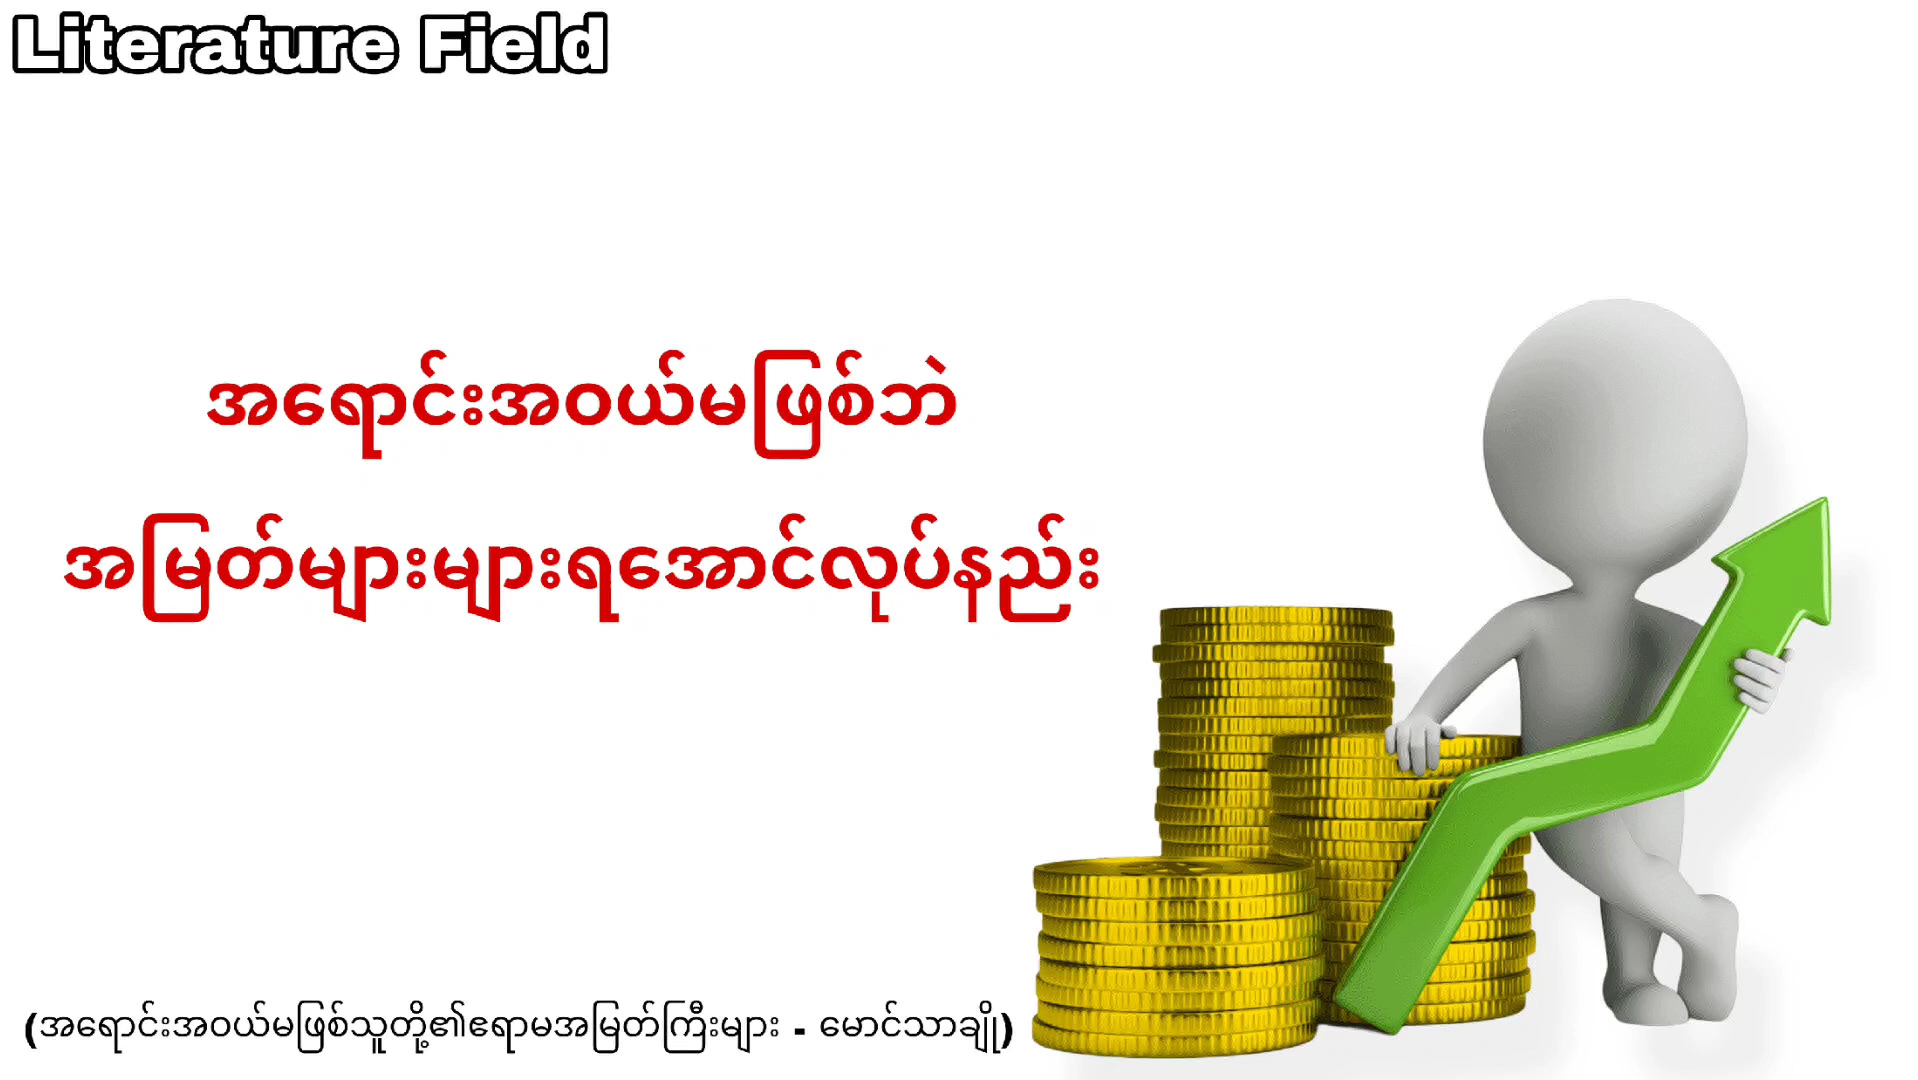 Literature Field
အရောင်းအဝယ်မဖြစ်ဘဲ
အမြတ်များများရအောင်လုပ်နည်း
(အရောင်းအဝယ်မဖြစ်သူတို့၏ဧရာမအမြတ်ကြီးများ - မောင်သာချို)